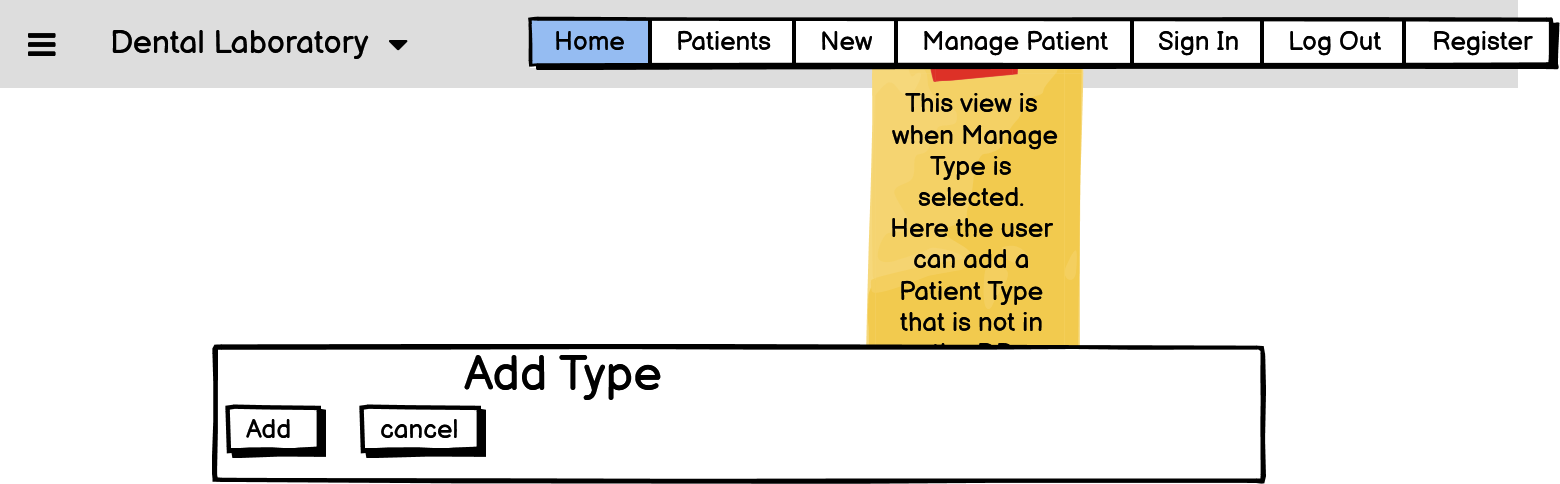 Dental Laboratory
Home Patients New Manage Patient Sign In Log Out Register
This view is
when Manage
Type is
selected.
Here the user
can add a
Patient Type
that is not in
Add Type
Add cancel